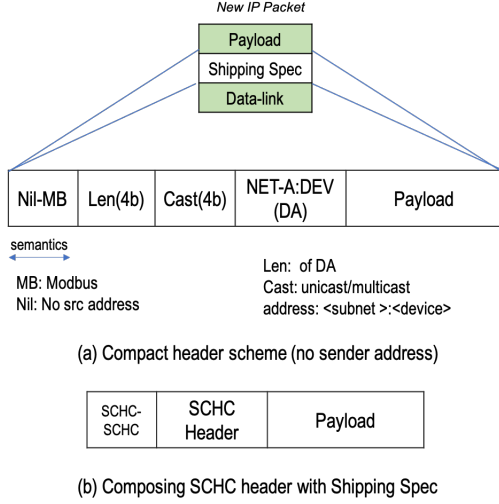 New IP Packet
Payload
Shipping Spec
Data-link
Nil-MB
Len(4b)
Cast(4b)
NET-A:DEV
(DA)
Payload
semantics
MB: Modbus
Nil: No src address
Len:  of DA
Cast: unicast/multicast
address: <subnet >:<device>
(a) Compact header scheme (no sender address)
SCHC-
SCHC
SCHC
Header
Payload
(b) Composing SCHC header with Shipping Spec